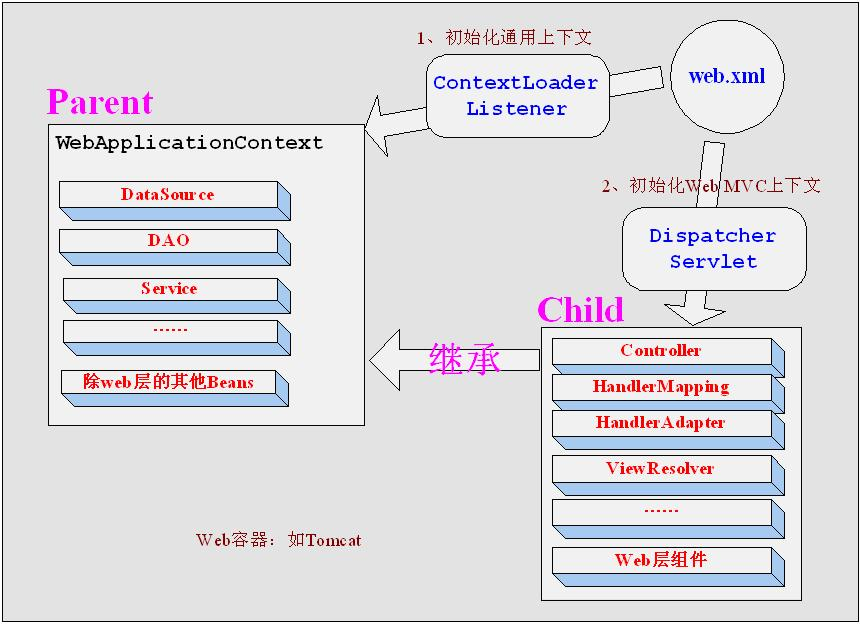 1、初始化通用上下文
web.xml
ContextLoader
Listener
Parent
WebApplicationContext
DataSource
DAO
Service
......
除web层的其他Beans
2、初始化Web MVC上下文
Dispatcher
Servlet
Child
继承
Controller
HandlerMapping
HandlerAdapter
ViewResolver
......
Web层组件
Web容器：如Tomcat